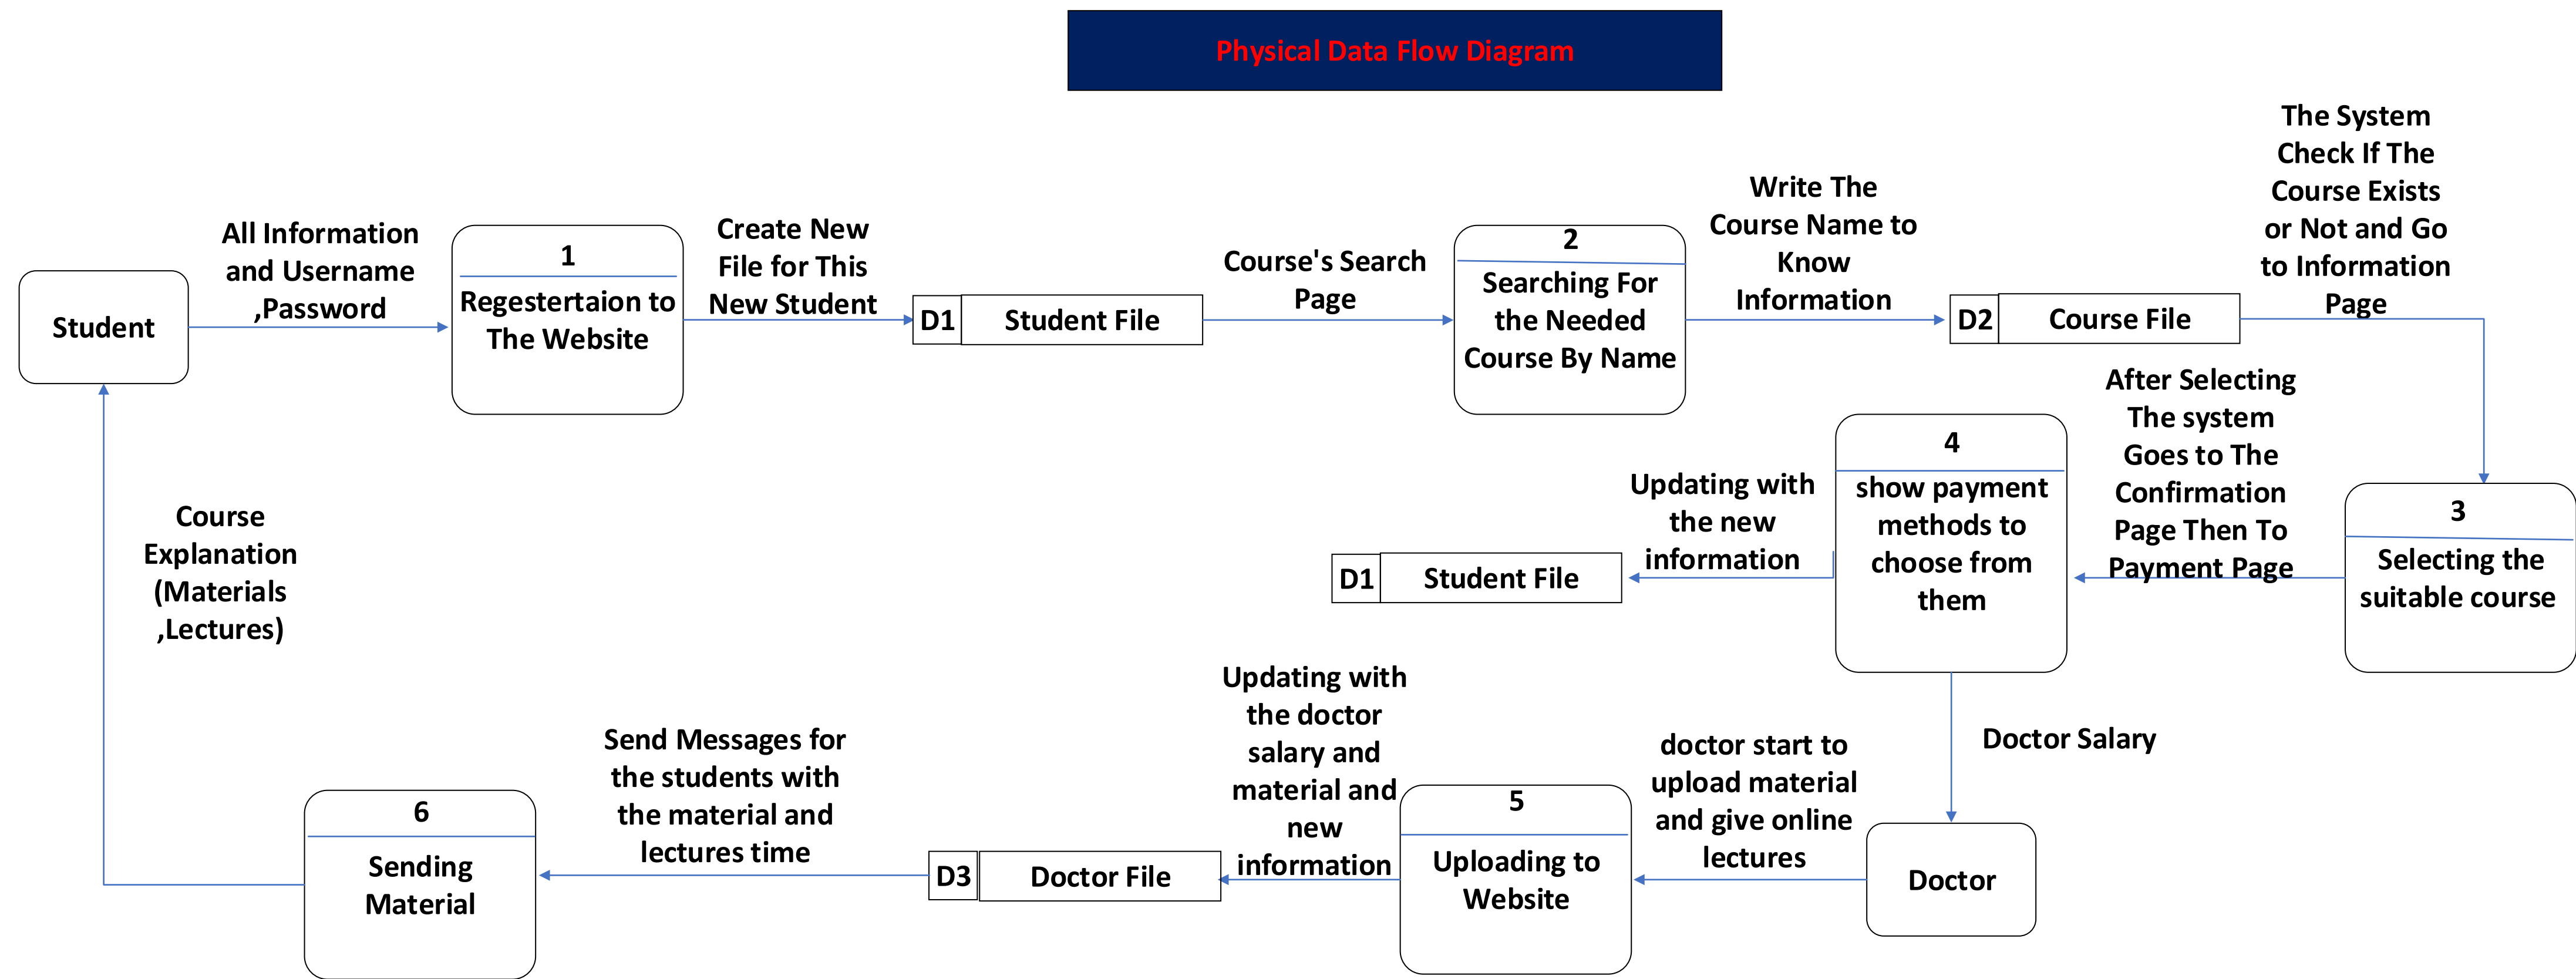 Physical Data Flow Diagram
Student
All Information
and Username
,Password
1
Regestertaion to
The Website
Create New
File for This
New Student
D1
Student File
Course's Search
Page
2
Searching For
the Needed
Course By Name
Write The
Course Name to
Know
Information
D2
Course File
The System
Check If The
Course Exists
or Not and Go
to Information
Page
3
Selecting the
suitable course
After Selecting
The system
Goes to The
Confirmation
Page Then To
Payment Page
4
show payment
methods to
choose from
them
Updating with
the new
information
D1
Student File
Doctor Salary
Doctor
doctor start to
upload material
and give online
lectures
5
Uploading to
Website
Updating with
the doctor
salary and
material and
new
information
D3
Doctor File
Send Messages for
the students with
the material and
lectures time
6
Sending
Material
Course
Explanation
(Materials
,Lectures)